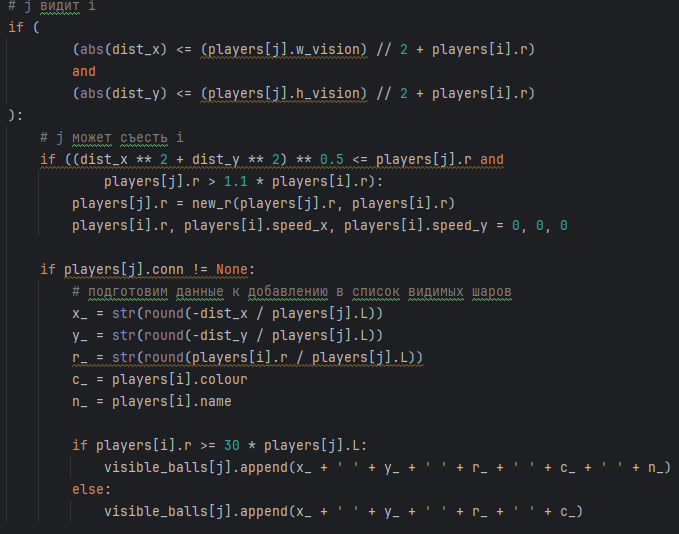 # j видит i
if (
        (abs(dist_x) <= (players[j].w_vision) // 2 + players[i].r)
        and
        (abs(dist_y) <= (players[j].h_vision) // 2 + players[i].r)
):
    # j может съесть i
    if ((dist_x ** 2 + dist_y ** 2) ** 0.5 <= players[j].r and
            players[j].r > 1.1 * players[i].r):
        players[j].r = new_r(players[j].r, players[i].r)
        players[i].r, players[i].speed_x, players[i].speed_y = 0, 0, 0

    if players[j].conn != None:
        # подготовим данные к добавлению в список видимых шаров
        x_ = str(round(-dist_x / players[j].L))
        y_ = str(round(-dist_y / players[j].L))
        r_ = str(round(players[i].r / players[j].L))
        c_ = players[i].colour
        n_ = players[i].name

        if players[i].r >= 30 * players[j].L:
            visible_balls[j].append(x_ + ' ' + y_ + ' ' + r_ + ' ' + c_ + ' ' + n_)
        else:
            visible_balls[j].append(x_ + ' ' + y_ + ' ' + r_ + ' ' + c_)